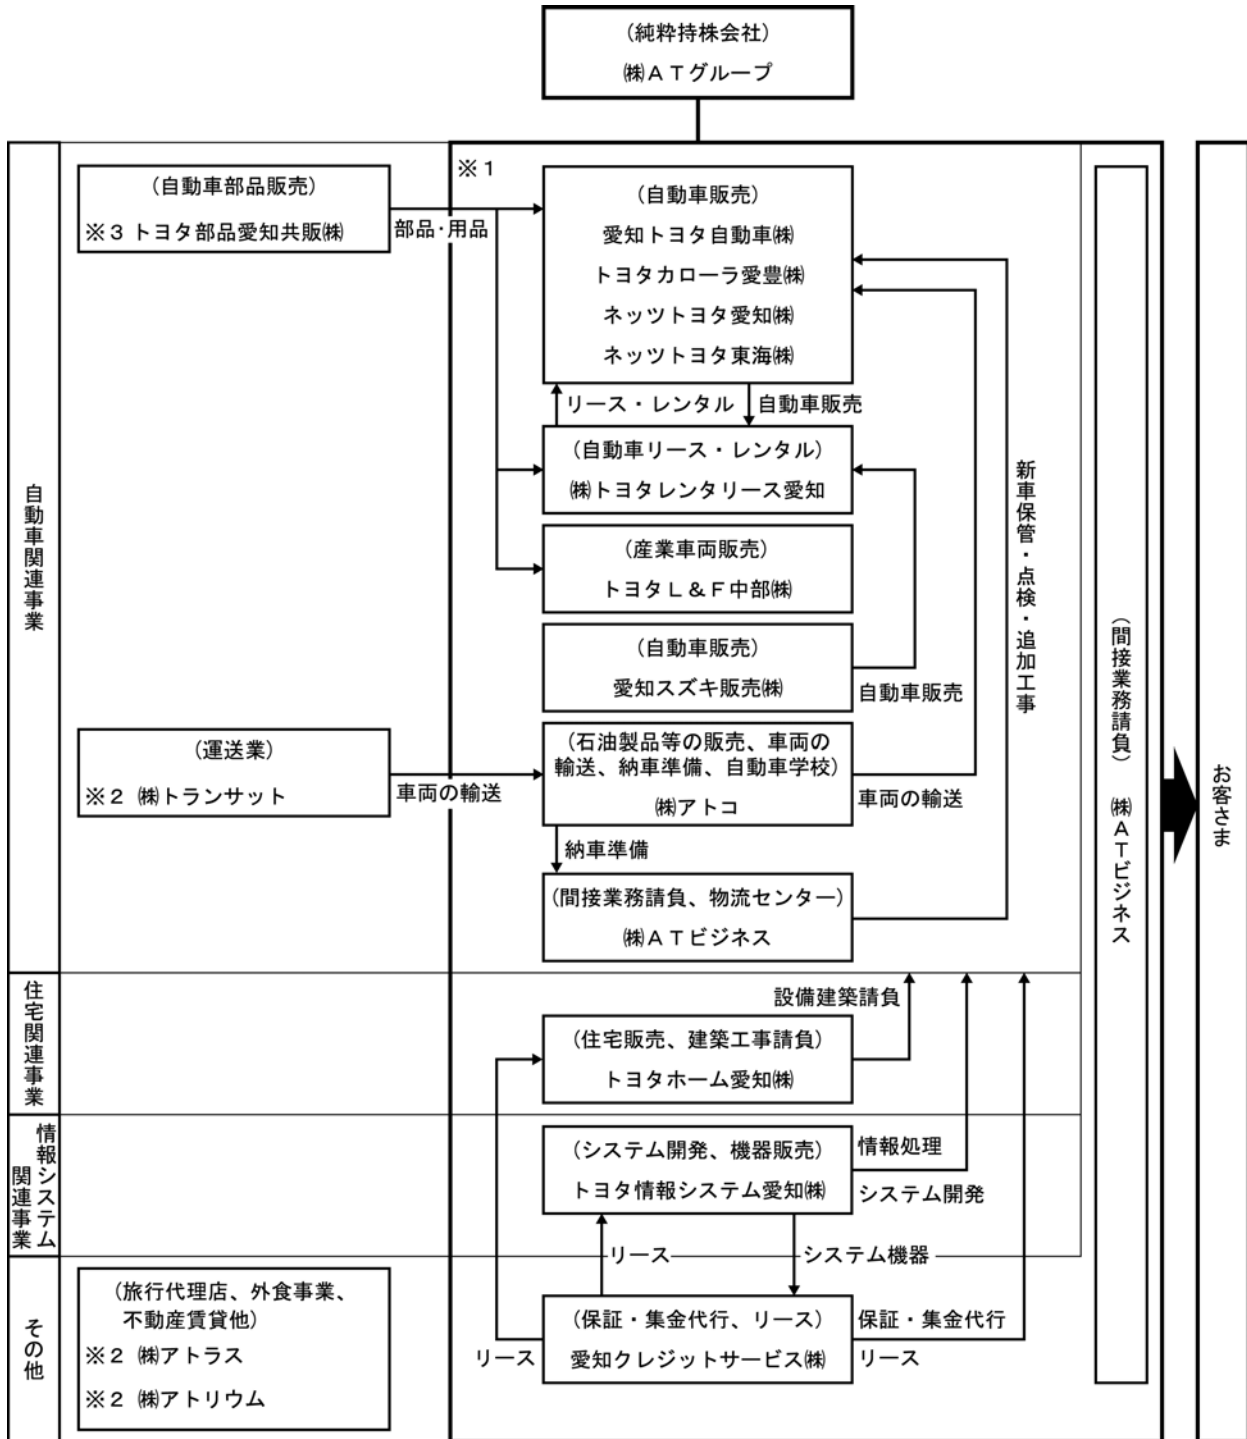 (純粋持株会社)
㈱ＡＴグループ
自動車関連事業
(自動車部品販売)
※３ トヨタ部品愛知共販㈱
部品・用品
※１
(自動車販売)
愛知トヨタ自動車㈱
トヨタカローラ愛豊㈱
ネッツトヨタ愛知㈱
ネッツトヨタ東海㈱
リース・レンタル
自動車販売
(自動車リース・レンタル)
㈱トヨタレンタリース愛知
(産業車両販売)
トヨタＬ＆Ｆ中部㈱
(自動車販売)
愛知スズキ販売㈱
自動車販売
(運送業)
※２ ㈱トランサット
車両の輸送
(石油製品等の販売、車両の
輸送、納車準備、自動車学校)
㈱アトコ
車両の輸送
納車準備
(間接業務請負、物流センター)
㈱ＡＴビジネス
新車保管・点検・追加工事
(間接業務請負) ㈱ＡＴビジネス
お客さま
住宅関連事業
設備建築請負
(住宅販売、建築工事請負)
トヨタホーム愛知㈱
情報システム
関連事業
(システム開発、機器販売)
トヨタ情報システム愛知㈱
情報処理
システム開発
リース
システム機器
その他
(旅行代理店、外食事業、
不動産賃貸他)
※２ ㈱アトラス
※２ ㈱アトリウム
リース
(保証・集金代行、リース)
愛知クレジットサービス㈱
保証・集金代行
リース